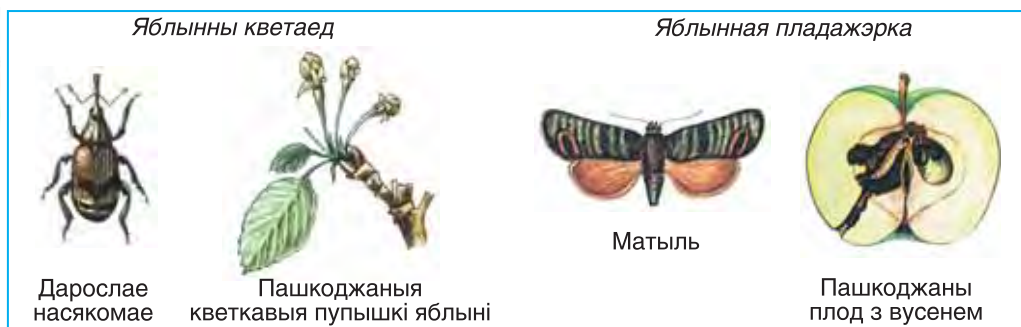 Яблынны кветаед
Яблынная пладажэрка
Дарослае
насякомае
Пашкоджаныя
кветкавыя пупышкі яблыні
Матыль
Пашкоджаны
плод з вусенем